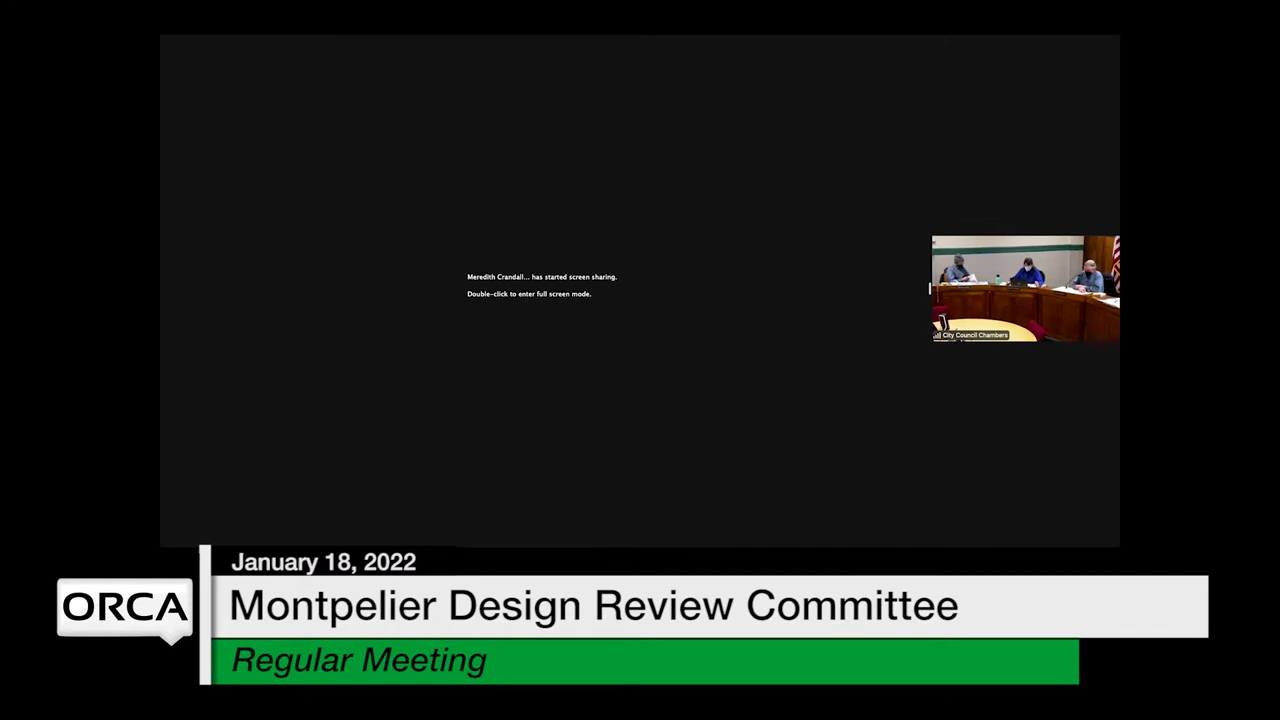 Meredith Crandall... has started screen sharing.
Double-click to enter full screen mode.
City Council Chambers
January 18, 2022
ORCA
Montpelier Design Review Committee
Regular Meeting